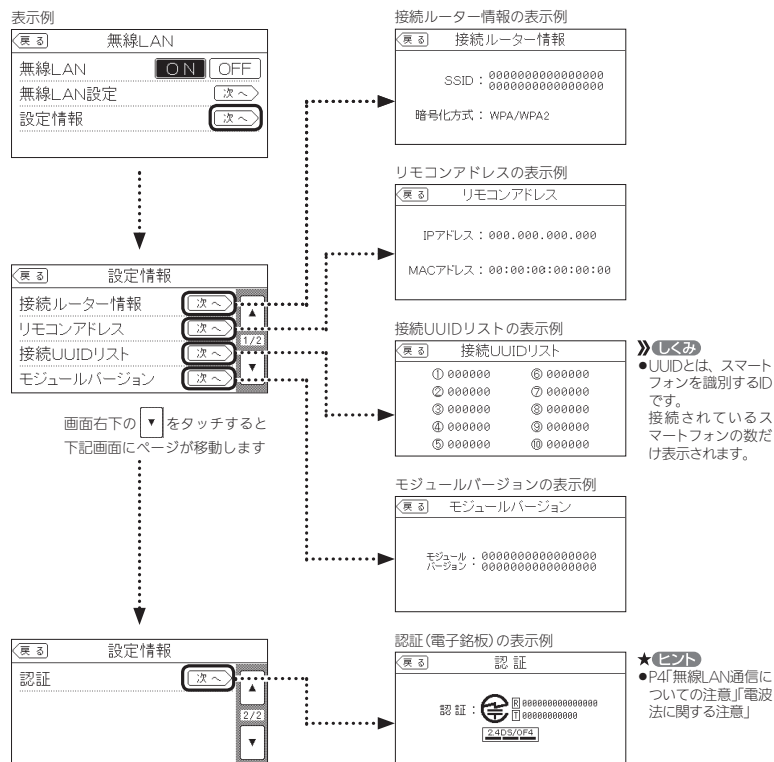 表示例
戻る 無線LAN
無線LAN ON OFF
無線LAN設定 次へ
設定情報 次へ
戻る 設定情報
接続ルーター情報 次へ
▲
リモコンアドレス 次へ
1/2
接続UUIDリスト 次へ
▼
モジュールバージョン 次へ
画面右下の ▼ をタッチすると
下記画面にページが移動します
戻る 設定情報
認証 次へ
▲
2/2
▼
接続ルーター情報の表示例
戻る 接続ルーター情報
SSID：0000000000000000
0000000000000000
暗号化方式：WPA/WPA2
リモコンアドレスの表示例
戻る リモコンアドレス
IPアドレス：000.000.000.000
MACアドレス：00:00:00:00:00:00
接続UUIDリストの表示例
戻る 接続UUIDリスト
① 000000 ⑥ 000000
② 000000 ⑦ 000000
③ 000000 ⑧ 000000
④ 000000 ⑨ 000000
⑤ 000000 ⑩ 000000
》しくみ
●UUIDとは、スマート
フォンを識別するID
です。
接続されているス
マートフォンの数だ
け表示されます。
モジュールバージョンの表示例
戻る モジュールバージョン
モジュール
バージョン：0000000000000000
0000000000000000
認証(電子銘板)の表示例
戻る 認 証
認 証： R 000000000000000
T 00000000000
2.4DS/OF4
★ヒント
●P4「無線LAN通信に
ついての注意」「電波
法に関する注意」